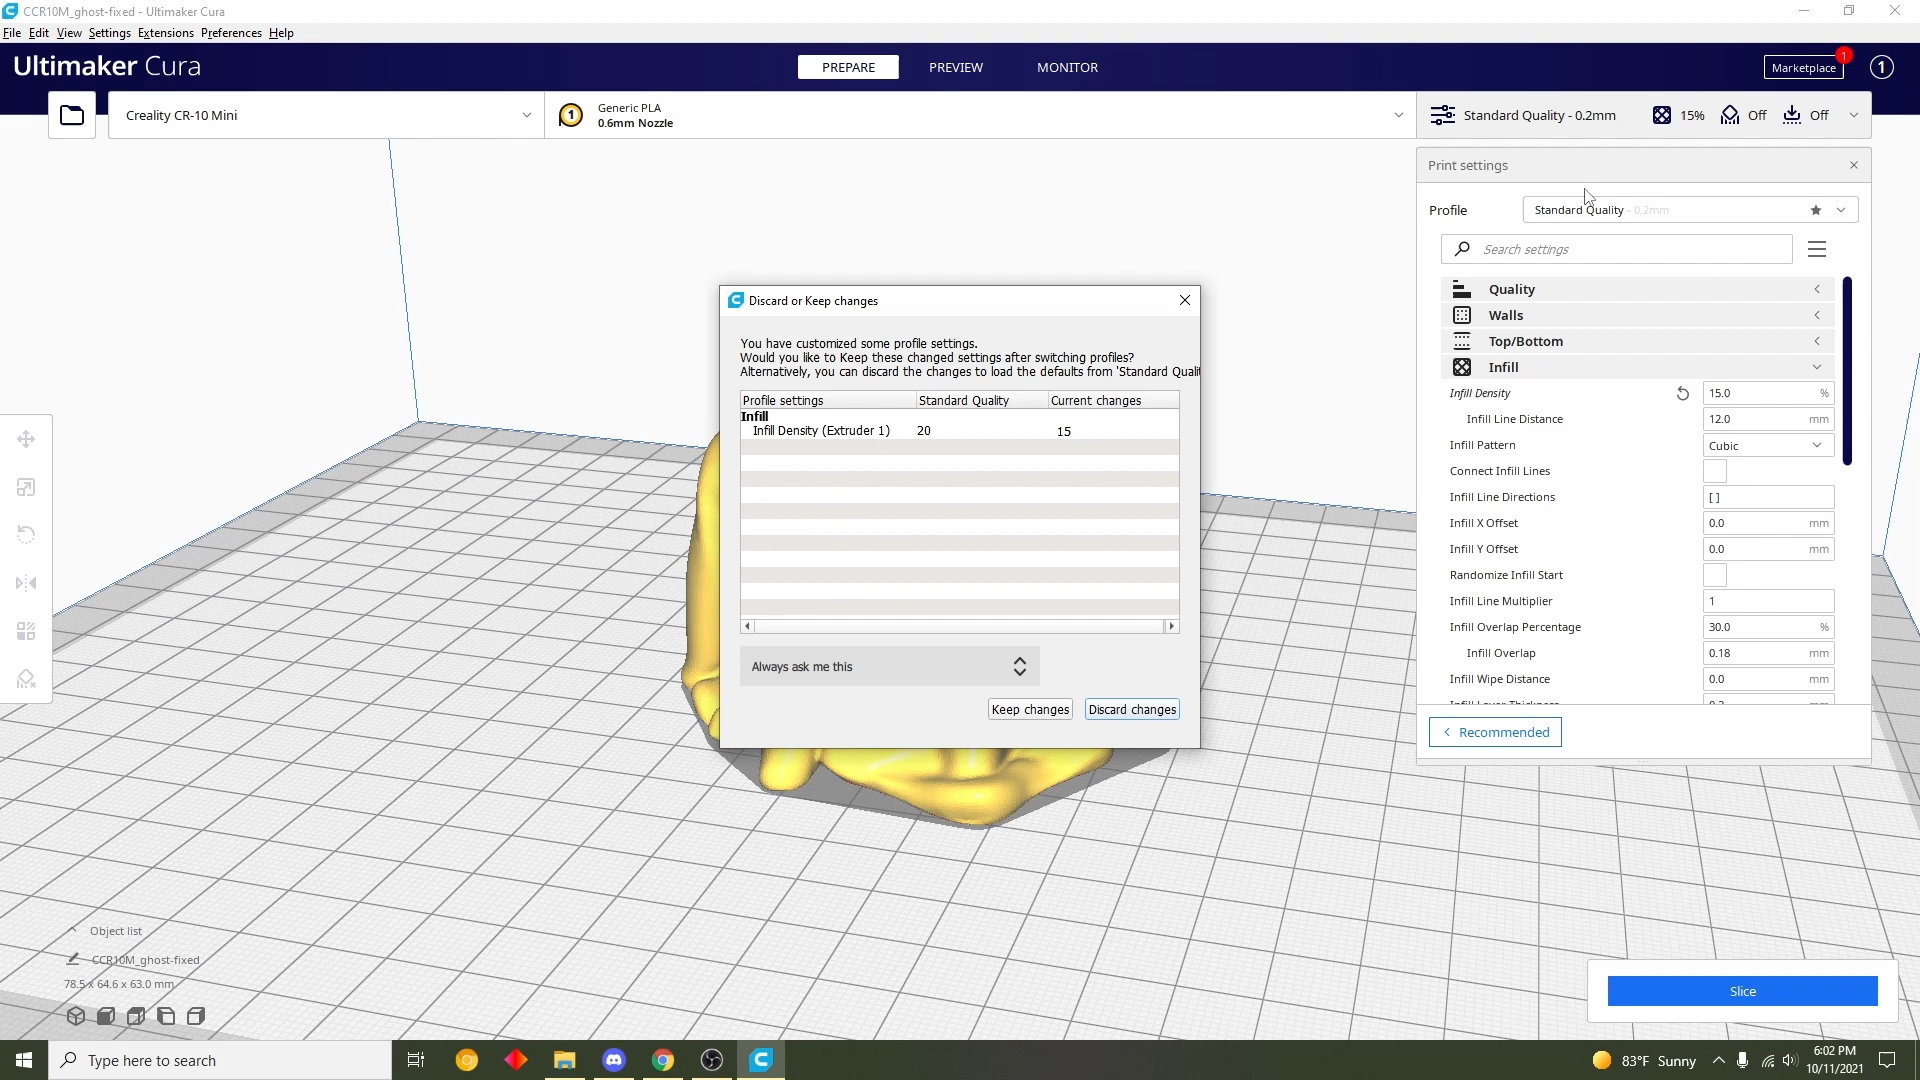 CCR10M_ghost-fixed - Ultimaker Cura
File Edit View Settings Extensions Preferences Help
Ultimaker Cura
PREPARE
PREVIEW
MONITOR
Marketplace
1
1
Creality CR-10 Mini
1
Generic PLA
0.6mm Nozzle
Standard Quality - 0.2mm
15%
Off
Off
Print settings
Profile
Standard Quality - 0.2mm
Search settings
Quality
Walls
Top/Bottom
Infill
Infill Density 15.0 %
Infill Line Distance 12.0 mm
Infill Pattern Cubic
Connect Infill Lines
Infill Line Directions [ ]
Infill X Offset 0.0 mm
Infill Y Offset 0.0 mm
Randomize Infill Start
Infill Line Multiplier 1
Infill Overlap Percentage 30.0 %
Infill Overlap 0.18 mm
Infill Wipe Distance 0.0 mm
Recommended
Discard or Keep changes
You have customized some profile settings.
Would you like to Keep these changed settings after switching profiles?
Alternatively, you can discard the changes to load the defaults from 'Standard Quali
Profile settings Standard Quality Current changes
Infill
Infill Density (Extruder 1) 20 15
Always ask me this
Keep changes Discard changes
Object list
CCR10M_ghost-fixed
78.5 x 64.6 x 63.0 mm
Slice
Type here to search
83°F Sunny
6:02 PM
10/11/2021